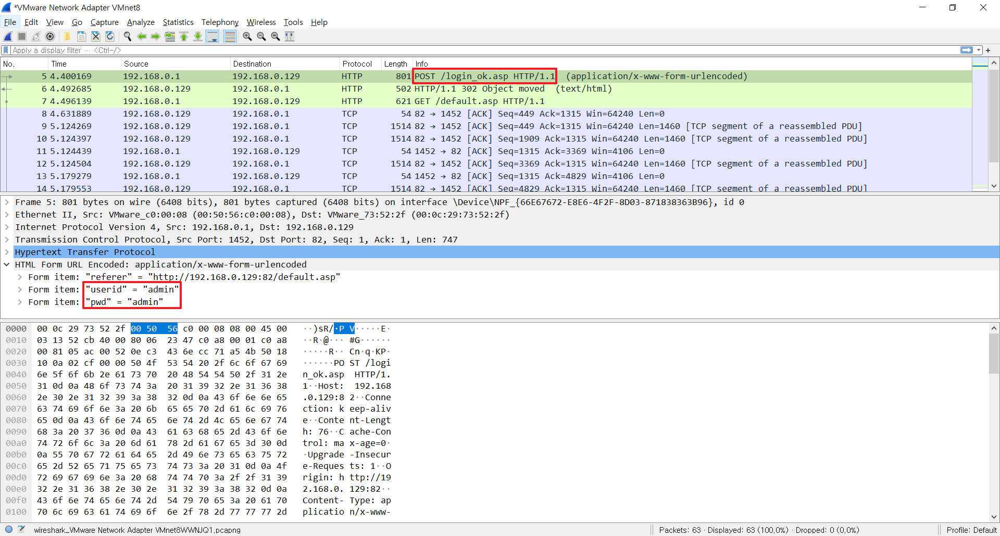 *VMware Network Adapter VMnet8
File Edit View Go Capture Analyze Statistics Telephony Wireless Tools Help
Apply a display filter ··· <Ctrl-/>
No. Time Source Destination Protocol Length Info
5 4.400169 192.168.0.1 192.168.0.129 HTTP 801 POST /login_ok.asp HTTP/1.1 (application/x-www-form-urlencoded)
6 4.492685 192.168.0.129 192.168.0.1 HTTP 502 HTTP/1.1 302 Object moved (text/html)
7 4.496139 192.168.0.1 192.168.0.129 HTTP 621 GET /default.asp HTTP/1.1
8 4.631889 192.168.0.129 192.168.0.1 TCP 54 82 → 1452 [ACK] Seq=449 Ack=1315 Win=64240 Len=0
9 5.124269 192.168.0.129 192.168.0.1 TCP 1514 82 → 1452 [ACK] Seq=449 Ack=1315 Win=64240 Len=1460 [TCP segment of a reassembled PDU]
10 5.124397 192.168.0.129 192.168.0.1 TCP 1514 82 → 1452 [ACK] Seq=1909 Ack=1315 Win=64240 Len=1460 [TCP segment of a reassembled PDU]
11 5.124439 192.168.0.1 192.168.0.129 TCP 54 1452 → 82 [ACK] Seq=1315 Ack=3369 Win=4106 Len=0
12 5.124504 192.168.0.129 192.168.0.1 TCP 1514 82 → 1452 [ACK] Seq=3369 Ack=1315 Win=64240 Len=1460 [TCP segment of a reassembled PDU]
13 5.179279 192.168.0.1 192.168.0.129 TCP 54 1452 → 82 [ACK] Seq=1315 Ack=4829 Win=4106 Len=0
14 5.179553 192.168.0.129 192.168.0.1 TCP 1514 82 → 1452 [ACK] Seq=4829 Ack=1315 Win=64240 Len=1460 [TCP segment of a reassembled PDU]
Frame 5: 801 bytes on wire (6408 bits), 801 bytes captured (6408 bits) on interface \Device\NPF_{66E67672-E8E6-4F2F-8D03-871838363B96}, id 0
Ethernet II, Src: VMware_c0:00:08 (00:50:56:c0:00:08), Dst: VMware_73:52:2f (00:0c:29:73:52:2f)
Internet Protocol Version 4, Src: 192.168.0.1, Dst: 192.168.0.129
Transmission Control Protocol, Src Port: 1452, Dst Port: 82, Seq: 1, Ack: 1, Len: 747
Hypertext Transfer Protocol
HTML Form URL Encoded: application/x-www-form-urlencoded
Form item: "referer" = "http://192.168.0.129:82/default.asp"
Form item: "userid" = "admin"
Form item: "pwd" = "admin"
0000 00 0c 29 73 52 2f 00 50 56 c0 00 08 08 00 45 00 ··)sR/·P V·····E·
0010 03 13 52 cb 40 00 80 06 23 47 c0 a8 00 01 c0 a8 ··R·@··· #G······
0020 00 81 05 ac 00 52 0e c3 43 6e cc 71 a5 4b 50 18 ·····R·· Cn·q·KP·
0030 10 0a 02 cf 00 00 50 4f 53 54 20 2f 6c 6f 67 69 ······PO ST /logi
0040 6e 5f 6f 6b 2e 61 73 70 20 48 54 54 50 2f 31 2e n_ok.asp HTTP/1.
0050 31 0d 0a 48 6f 73 74 3a 20 31 39 32 2e 31 36 38 1··Host: 192.168
0060 2e 30 2e 31 32 39 3a 38 32 0d 0a 43 6f 6e 6e 65 .0.129:8 2··Conne
0070 63 74 69 6f 6e 3a 20 6b 65 65 70 2d 61 6c 69 76 ction: k eep-aliv
0080 65 0d 0a 43 6f 6e 74 65 6e 74 2d 4c 65 6e 67 74 e··Conte nt-Lengt
0090 68 3a 20 37 36 0d 0a 43 61 63 68 65 2d 43 6f 6e h: 76··C ache-Con
00a0 74 72 6f 6c 3a 20 6d 61 78 2d 61 67 65 3d 30 0d trol: ma x-age=0·
00b0 0a 55 70 67 72 61 64 65 2d 49 6e 73 65 63 75 72 ·Upgrade -Insecur
00c0 65 2d 52 65 71 75 65 73 74 73 3a 20 31 0d 0a 4f e-Reques ts: 1··O
00d0 72 69 67 69 6e 3a 20 68 74 74 70 3a 2f 2f 31 39 rigin: h ttp://19
00e0 32 2e 31 36 38 2e 30 2e 31 32 39 3a 38 32 0d 0a 2.168.0. 129:82··
00f0 43 6f 6e 74 65 6e 74 2d 54 79 70 65 3a 20 61 70 Content- Type: ap
0100 70 6c 69 63 61 74 69 6f 6e 2f 78 2d 77 77 77 2d plicatio n/x-www-
wireshark_VMware Network Adapter VMnet8WWNJQ1.pcapng Packets: 63 · Displayed: 63 (100.0%) · Dropped: 0 (0.0%) Profile: Default